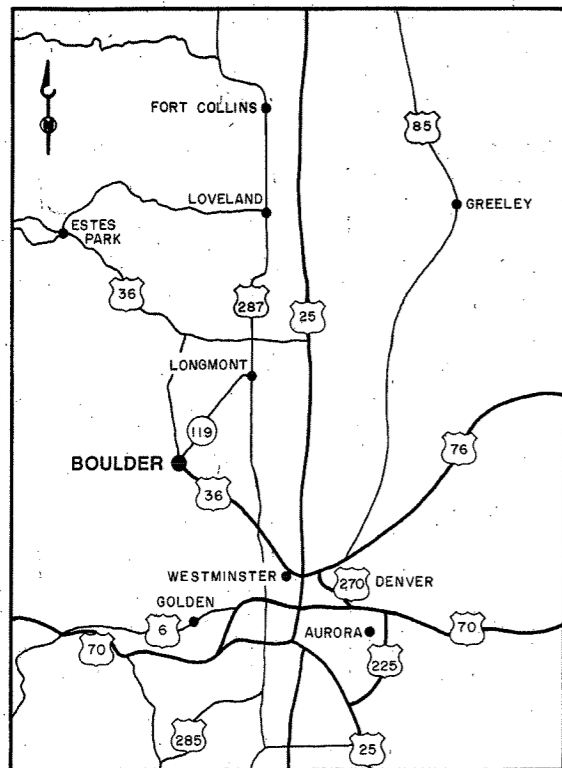 FORT COLLINS
85
N
LOVELAND
GREELEY
ESTES
PARK
36
287
25
LONGMONT
119
76
BOULDER
36
WESTMINSTER
270
DENVER
GOLDEN
6
AURORA
70
70
225
285
25